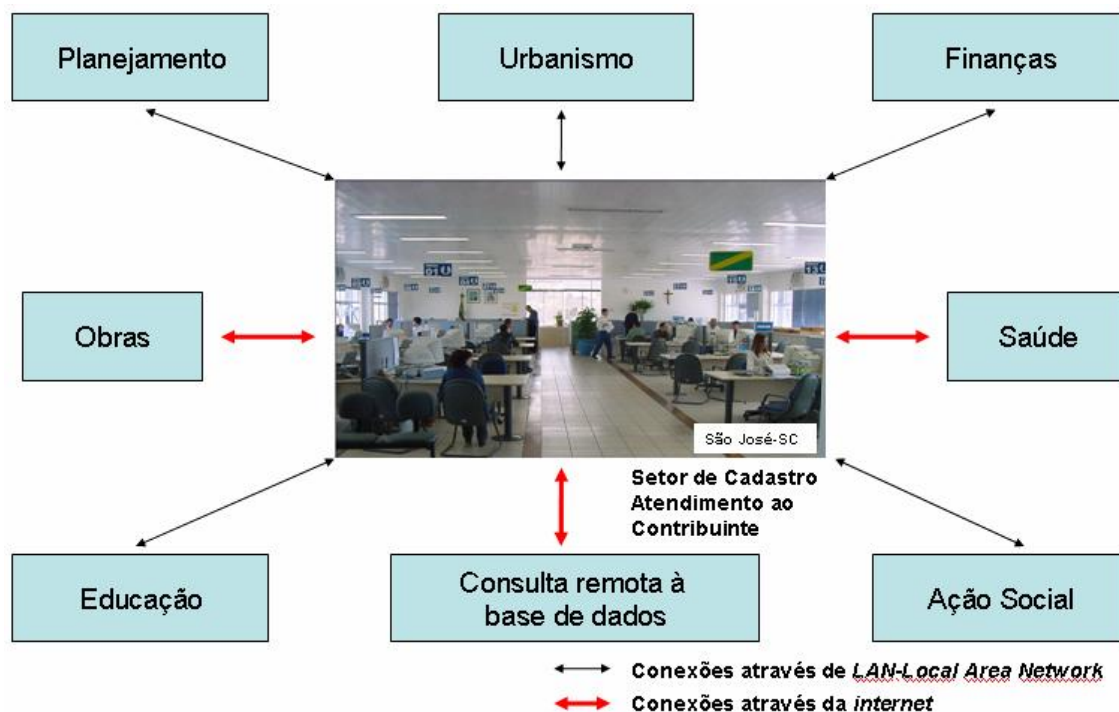 Planejamento
Urbanismo
Finanças
Obras
Saúde
São José-SC
Setor de Cadastro
Atendimento ao
Contribuinte
Educação
Consulta remota à
base de dados
Ação Social
Conexões através de LAN-Local Area Network
Conexões através da internet